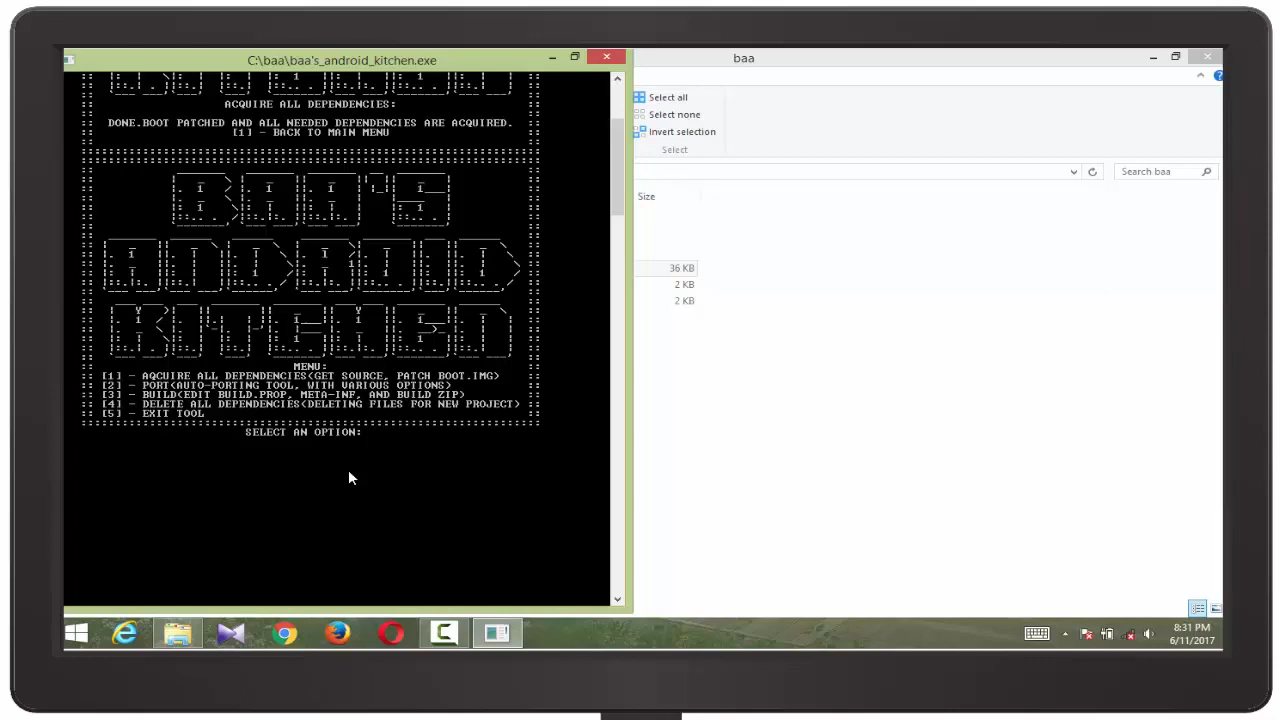 C:\baa\baa's_android_kitchen.exe
ACQUIRE ALL DEPENDENCIES:
DONE.BOOT PATCHED AND ALL NEEDED DEPENDENCIES ARE ACQUIRED.
[1] - BACK TO MAIN MENU
BAA'S
ANDROID
KITCHEN
MENU:
[1] - AQCUIRE ALL DEPENDENCIES(GET SOURCE, PATCH BOOT.IMG)
[2] - PORT(AUTO-PORTING TOOL, WITH VARIOUS OPTIONS)
[3] - BUILD(EDIT BUILD.PROP, META-INF, AND BUILD ZIP)
[4] - DELETE ALL DEPENDENCIES(DELETING FILES FOR NEW PROJECT)
[5] - EXIT TOOL
SELECT AN OPTION:
baa
Select all
Select none
Invert selection
Select
Search baa
Size
36 KB
2 KB
2 KB
8:31 PM
6/11/2017